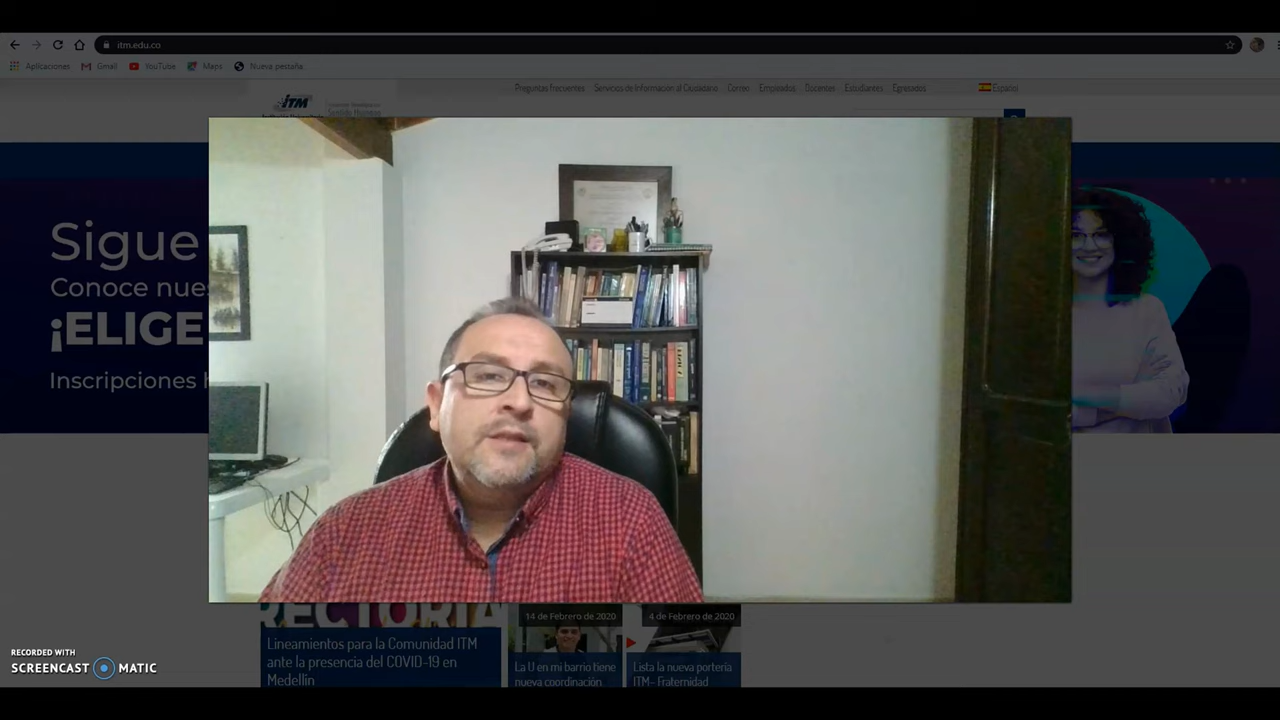 itm.edu.co
Aplicaciones Gmail YouTube Maps Nueva pestaña
Preguntas frecuentes Servicios de Información al Ciudadano Correo Empleados Docentes Estudiantes Egresados Español
iTM
Sigue
Conoce nues
¡ELIGE
Inscripciones h
RECTORÍA
14 de Febrero de 2020
4 de Febrero de 2020
Lineamientos para la Comunidad ITM
ante la presencia del COVID-19 en
Medellín
La U en mi barrio tiene
nueva coordinación
Lista la nueva portería
ITM- Fraternidad
RECORDED WITH
SCREENCAST MATIC